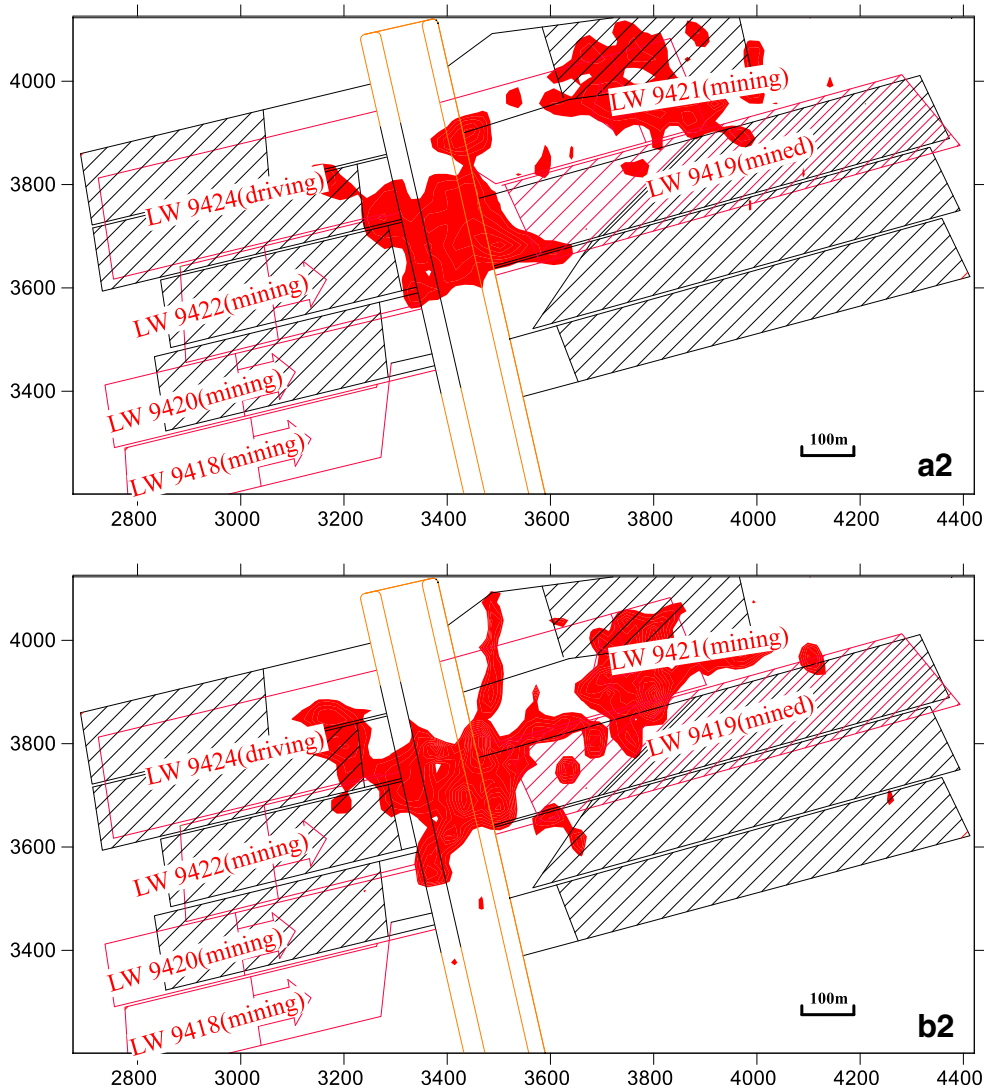 4000
3800
3600
3400
LW 9421(mining)
LW 9419(mined)
LW 9424(driving)
LW 9422(mining)
LW 9420(mining)
LW 9418(mining)
100m
a2
2800 3000 3200 3400 3600 3800 4000 4200 4400
4000
3800
3600
3400
LW 9421(mining)
LW 9419(mined)
LW 9424(driving)
LW 9422(mining)
LW 9420(mining)
LW 9418(mining)
100m
b2
2800 3000 3200 3400 3600 3800 4000 4200 4400